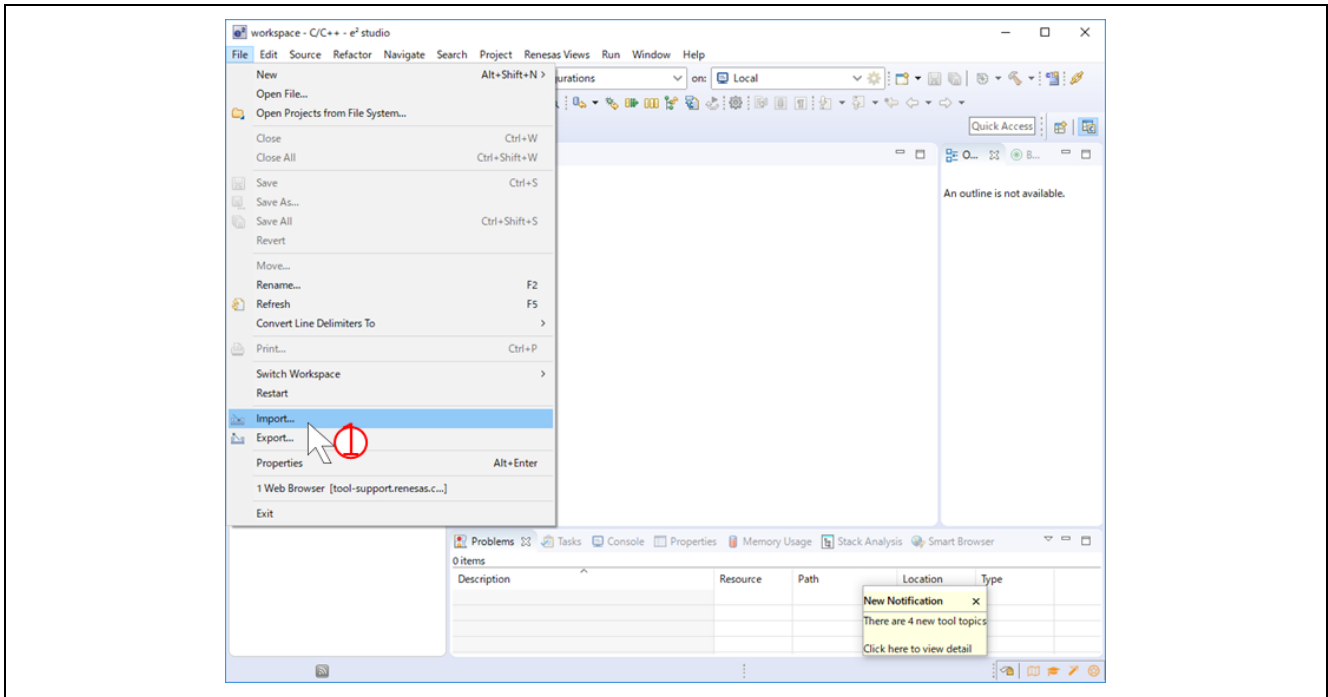 workspace - C/C++ - e² studio
File Edit Source Refactor Navigate Search Project Renesas Views Run Window Help
New Alt+Shift+N >
urations on: Local
Open File...
Open Projects from File System...
Quick Access
Close Ctrl+W
Close All Ctrl+Shift+W
O... B...
Save Ctrl+S
An outline is not available.
Save As...
Save All Ctrl+Shift+S
Revert
Move...
Rename... F2
Refresh F5
Convert Line Delimiters To >
Print... Ctrl+P
Switch Workspace >
Restart
Import...
Export...
1
Properties Alt+Enter
1 Web Browser [tool-support.renesas.c...]
Exit
Problems Tasks Console Properties Memory Usage Stack Analysis Smart Browser
0 items
Description Resource Path Location Type
New Notification
There are 4 new tool topics
Click here to view detail